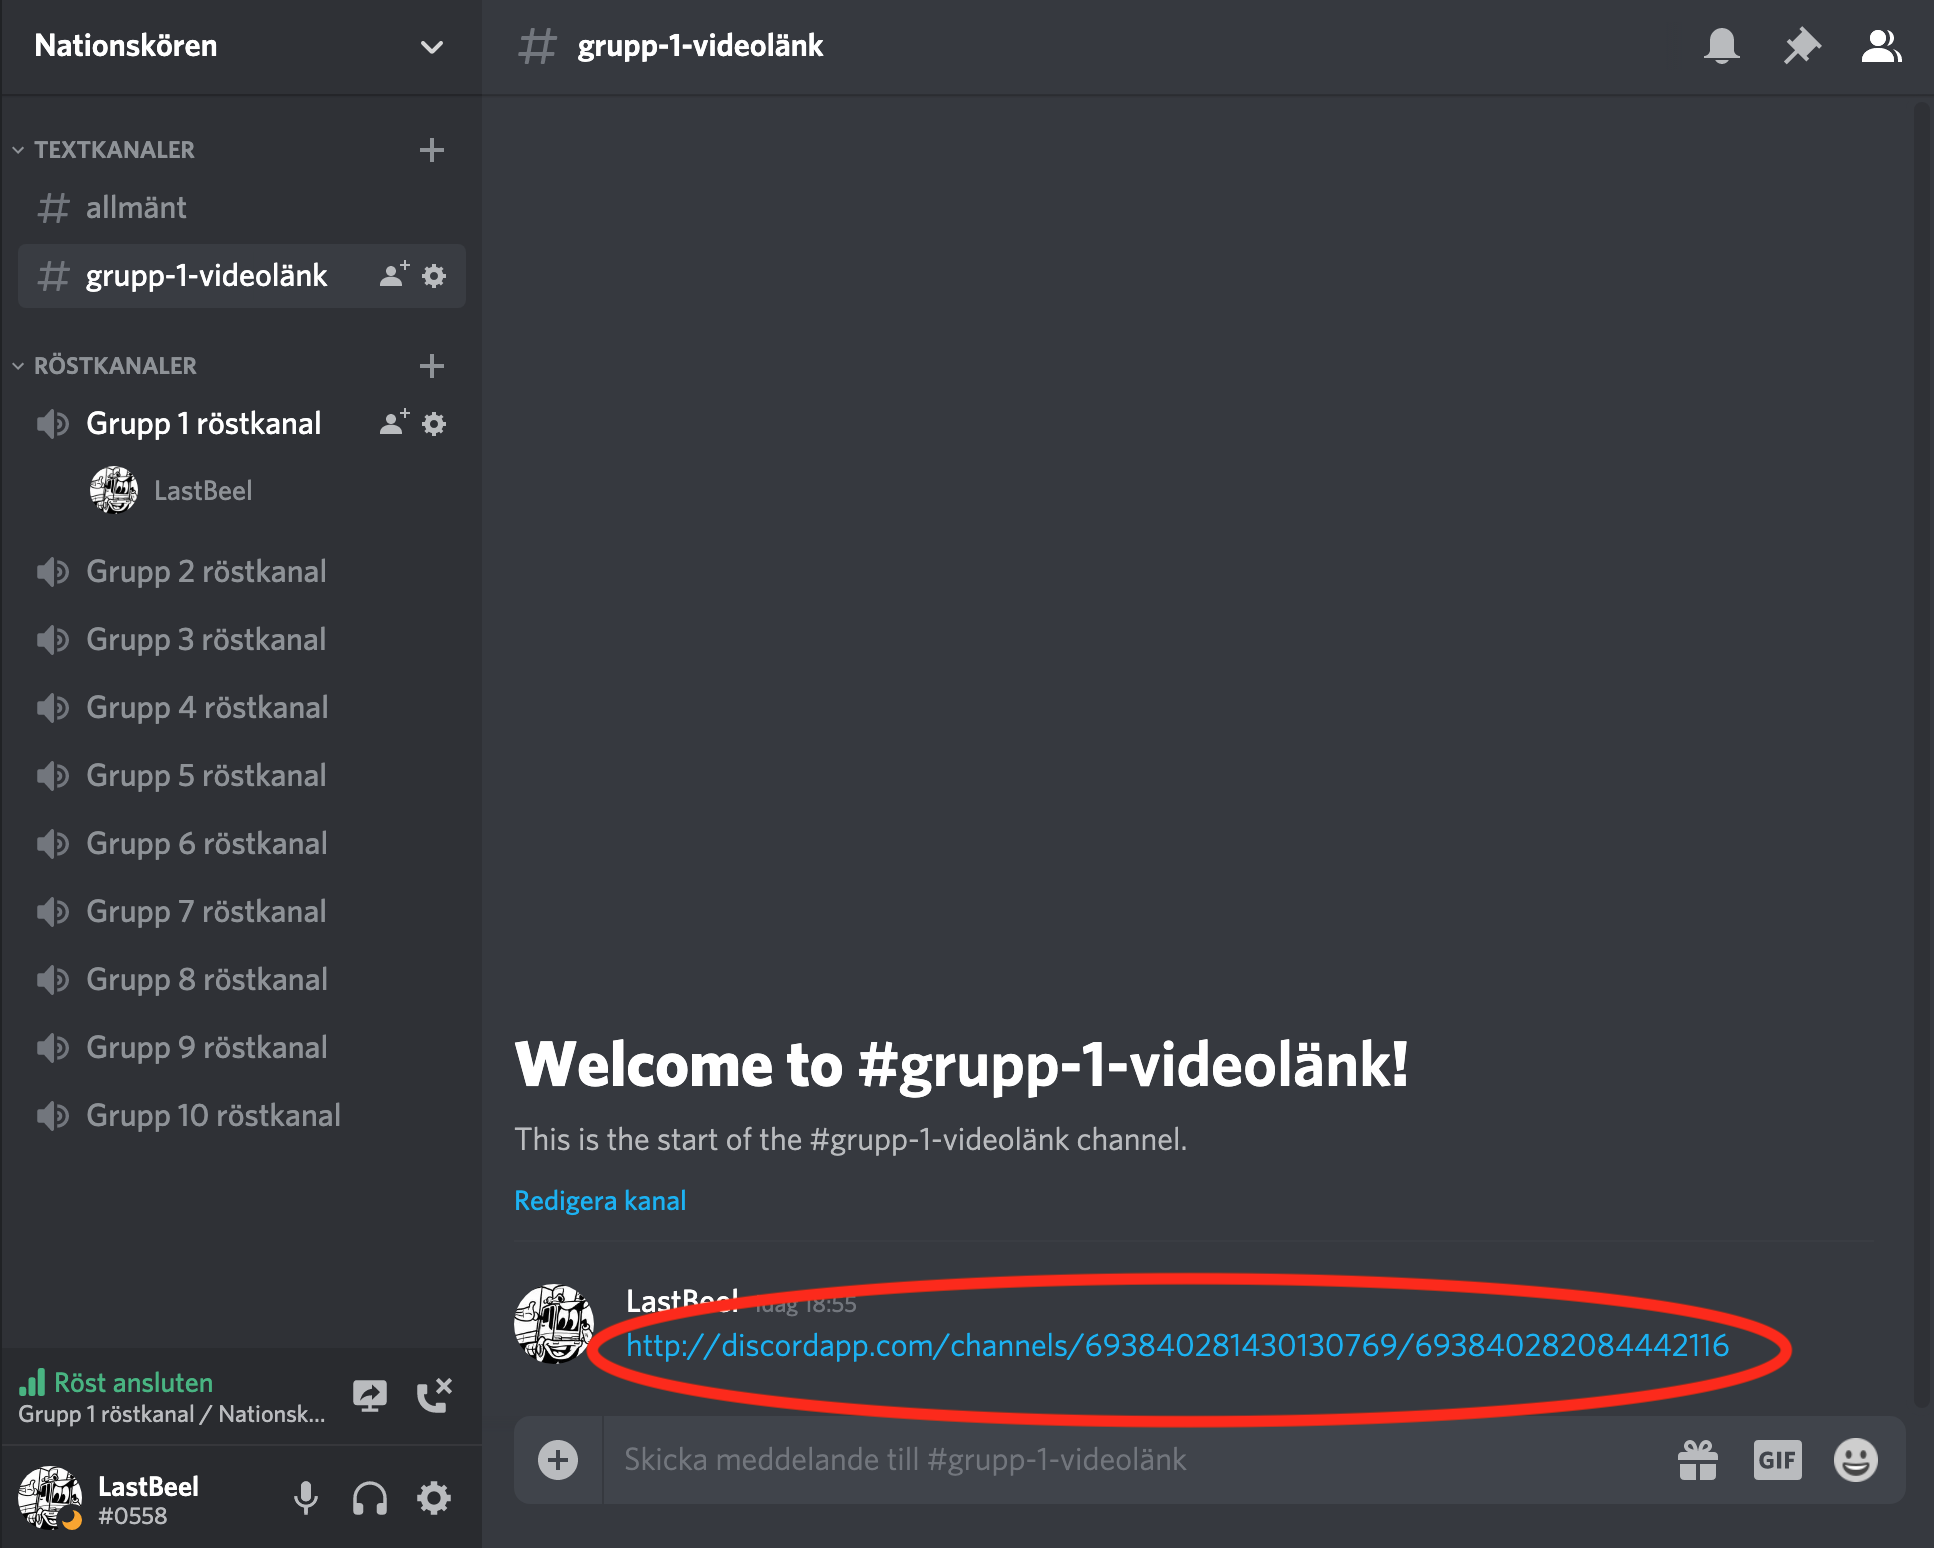 Nationskören
TEXTKANALER
allmänt
grupp-1-videolänk
RÖSTKANALER
Grupp 1 röstkanal
LastBeel
Grupp 2 röstkanal
Grupp 3 röstkanal
Grupp 4 röstkanal
Grupp 5 röstkanal
Grupp 6 röstkanal
Grupp 7 röstkanal
Grupp 8 röstkanal
Grupp 9 röstkanal
Grupp 10 röstkanal
Röst ansluten
Grupp 1 röstkanal / Nationsk...
LastBeel
#0558
# grupp-1-videolänk
Welcome to #grupp-1-videolänk!
This is the start of the #grupp-1-videolänk channel.
Redigera kanal
LastBeel Idag 18:55
http://discordapp.com/channels/693840281430130769/693840282084442116
Skicka meddelande till #grupp-1-videolänk
GIF